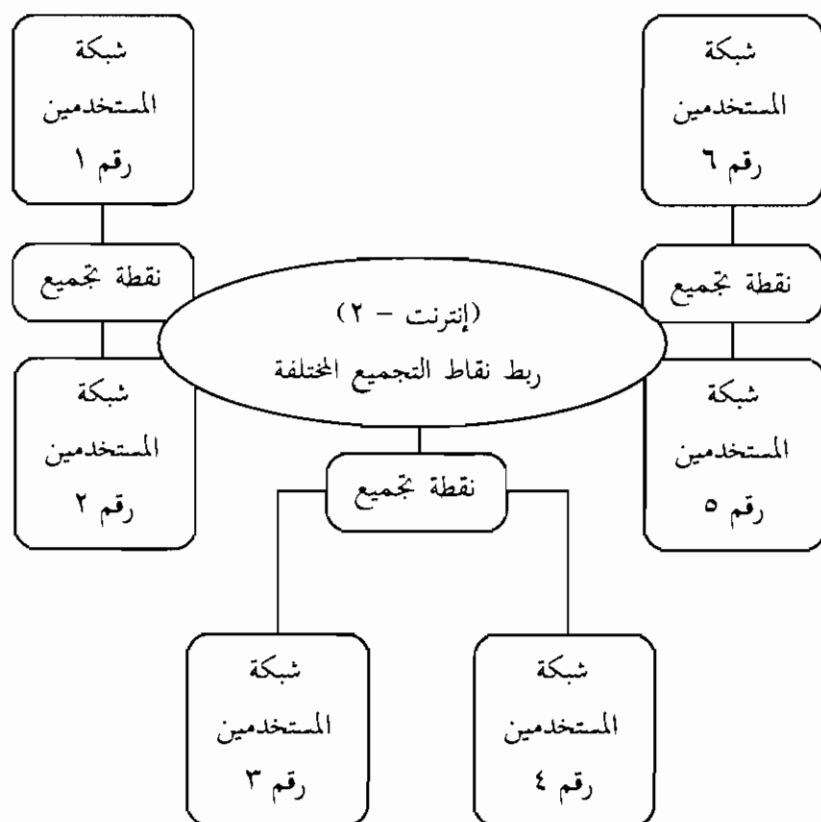 شبكة
المستخدمين
رقم ١
نقطة تجميع
شبكة
المستخدمين
رقم ٢
(إنترنت – ٢)
ربط نقاط التجميع المختلفة
نقطة تجميع
شبكة
المستخدمين
رقم ٣
شبكة
المستخدمين
رقم ٤
شبكة
المستخدمين
رقم ٦
نقطة تجميع
شبكة
المستخدمين
رقم ٥